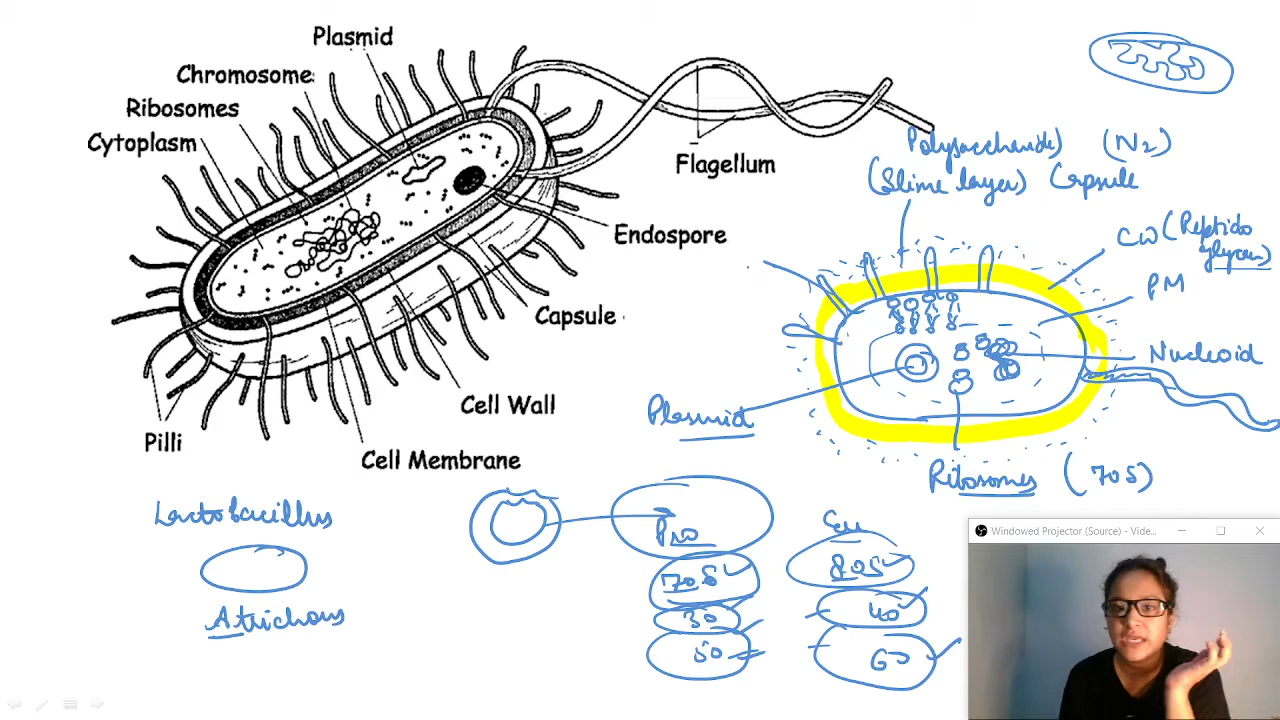 Plasmid
Chromosome
Ribosomes
Cytoplasm
Flagellum
Endospore
Capsule
Cell Wall
Cell Membrane
Pilli
Polysaccharide) (N2)
(Slime layer) Capsule
CW (Peptido
glycan)
PM
Nucleoid
Plasmid
Ribosomes (70S)
Lactobacillus
Atrichous
Pro
70S
30
50
Eu
80S
40
60
Windowed Projector (Source) - Vide...